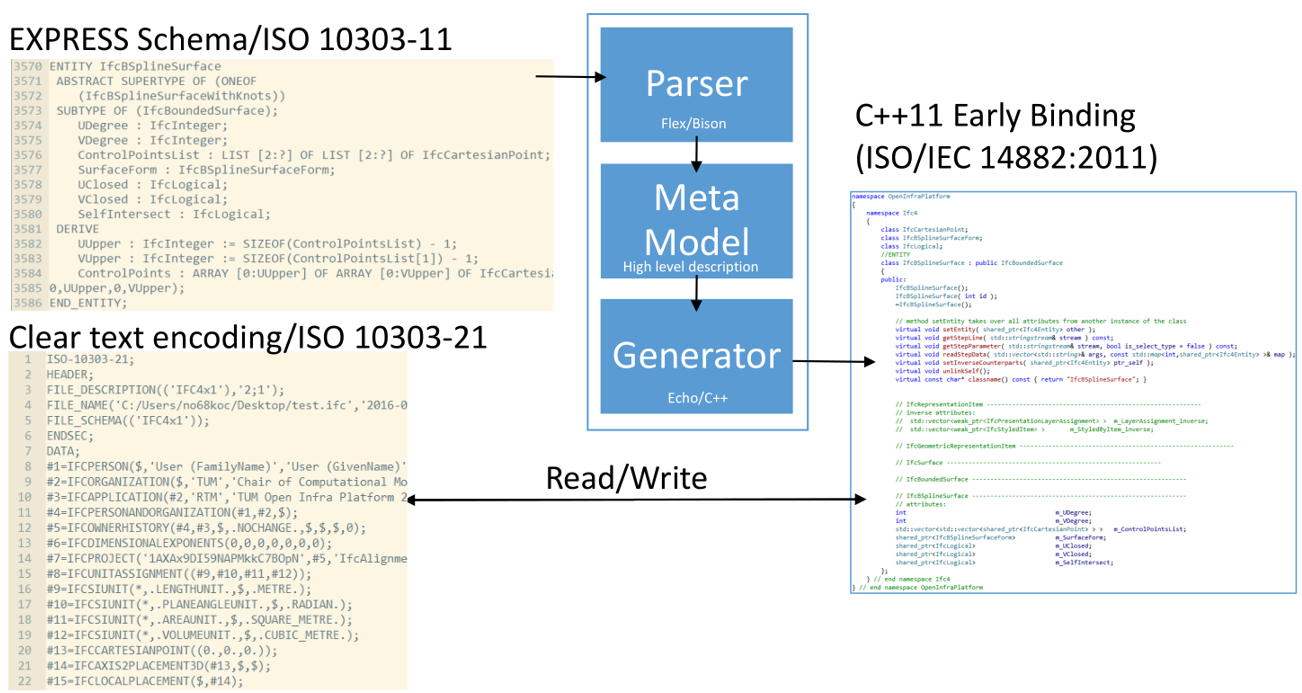 EXPRESS Schema/ISO 10303-11
3570 ENTITY IfcBSplineSurface
3571 ABSTRACT SUPERTYPE OF (ONEOF
3572 (IfcBSplineSurfaceWithKnots))
3573 SUBTYPE OF (IfcBoundedSurface);
3574 UDegree : IfcInteger;
3575 VDegree : IfcInteger;
3576 ControlPointsList : LIST [2:?] OF LIST [2:?] OF IfcCartesianPoint;
3577 SurfaceForm : IfcBSplineSurfaceForm;
3578 UClosed : IfcLogical;
3579 VClosed : IfcLogical;
3580 SelfIntersect : IfcLogical;
3581 DERIVE
3582 UUpper : IfcInteger := SIZEOF(ControlPointsList) - 1;
3583 VUpper : IfcInteger := SIZEOF(ControlPointsList[1]) - 1;
3584 ControlPoints : ARRAY [0:UUpper] OF ARRAY [0:VUpper] OF IfcCartesi
3585 0,UUpper,0,VUpper);
3586 END_ENTITY;
Clear text encoding/ISO 10303-21
1 ISO-10303-21;
2 HEADER;
3 FILE_DESCRIPTION(('IFC4x1'),'2;1');
4 FILE_NAME('C:/Users/no68koc/Desktop/test.ifc','2016-0
5 FILE_SCHEMA(('IFC4x1'));
6 ENDSEC;
7 DATA;
8 #1=IFCPERSON($,'User (FamilyName)','User (GivenName)'
9 #2=IFCORGANIZATION($,'TUM','Chair of Computational Mo
10 #3=IFCAPPLICATION(#2,'RTM','TUM Open Infra Platform 2
11 #4=IFCPERSONANDORGANIZATION(#1,#2,$);
12 #5=IFCOWNERHISTORY(#4,#3,$,.NOCHANGE.,$,$,$,0);
13 #6=IFCDIMENSIONALEXPONENTS(0,0,0,0,0,0,0);
14 #7=IFCPROJECT('1AXAx9DI59NAPMkkC7BOpN',#5,'IfcAlignme
15 #8=IFCUNITASSIGNMENT((#9,#10,#11,#12));
16 #9=IFCSIUNIT(*,.LENGTHUNIT.,$,.METRE.);
17 #10=IFCSIUNIT(*,.PLANEANGLEUNIT.,$,.RADIAN.);
18 #11=IFCSIUNIT(*,.AREAUNIT.,$,.SQUARE_METRE.);
19 #12=IFCSIUNIT(*,.VOLUMEUNIT.,$,.CUBIC_METRE.);
20 #13=IFCCARTESIANPOINT((0.,0.,0.));
21 #14=IFCAXIS2PLACEMENT3D(#13,$,$);
22 #15=IFCLOCALPLACEMENT($,#14);
Parser
Flex/Bison
Meta
Model
High level description
Generator
Echo/C++
Read/Write
C++11 Early Binding
(ISO/IEC 14882:2011)
namespace OpenInfraPlatform
{
namespace Ifc4
{
class IfcCartesianPoint;
class IfcBSplineSurfaceForm;
class IfcLogical;
//ENTITY
class IfcBSplineSurface : public IfcBoundedSurface
{
public:
IfcBSplineSurface();
IfcBSplineSurface( int id );
~IfcBSplineSurface();
// method setEntity takes over all attributes from another instance of the class
virtual void setEntity( shared_ptr<Ifc4Entity> other );
virtual void getStepLine( std::stringstream& stream ) const;
virtual void getStepParameter( std::stringstream& stream, bool is_select_type = false ) const;
virtual void readStepData( std::vector<std::string>& args, const std::map<int,shared_ptr<Ifc4Entity> >& map );
virtual void setInverseCounterparts( shared_ptr<Ifc4Entity> ptr_self );
virtual void unlinkSelf();
virtual const char* classname() const { return "IfcBSplineSurface"; }
// IfcRepresentationItem -----------------------------------------------------------
// inverse attributes:
// std::vector<weak_ptr<IfcPresentationLayerAssignment> > m_LayerAssignment_inverse;
// std::vector<weak_ptr<IfcStyledItem> > m_StyledByItem_inverse;
// IfcGeometricRepresentationItem -----------------------------------------------------------
// IfcSurface -----------------------------------------------------------
// IfcBoundedSurface -----------------------------------------------------------
// IfcBSplineSurface -----------------------------------------------------------
// attributes:
int m_UDegree;
int m_VDegree;
std::vector<std::vector<shared_ptr<IfcCartesianPoint> > > m_ControlPointsList;
shared_ptr<IfcBSplineSurfaceForm> m_SurfaceForm;
shared_ptr<IfcLogical> m_UClosed;
shared_ptr<IfcLogical> m_VClosed;
shared_ptr<IfcLogical> m_SelfIntersect;
};
} // end namespace Ifc4
} // end namespace OpenInfraPlatform